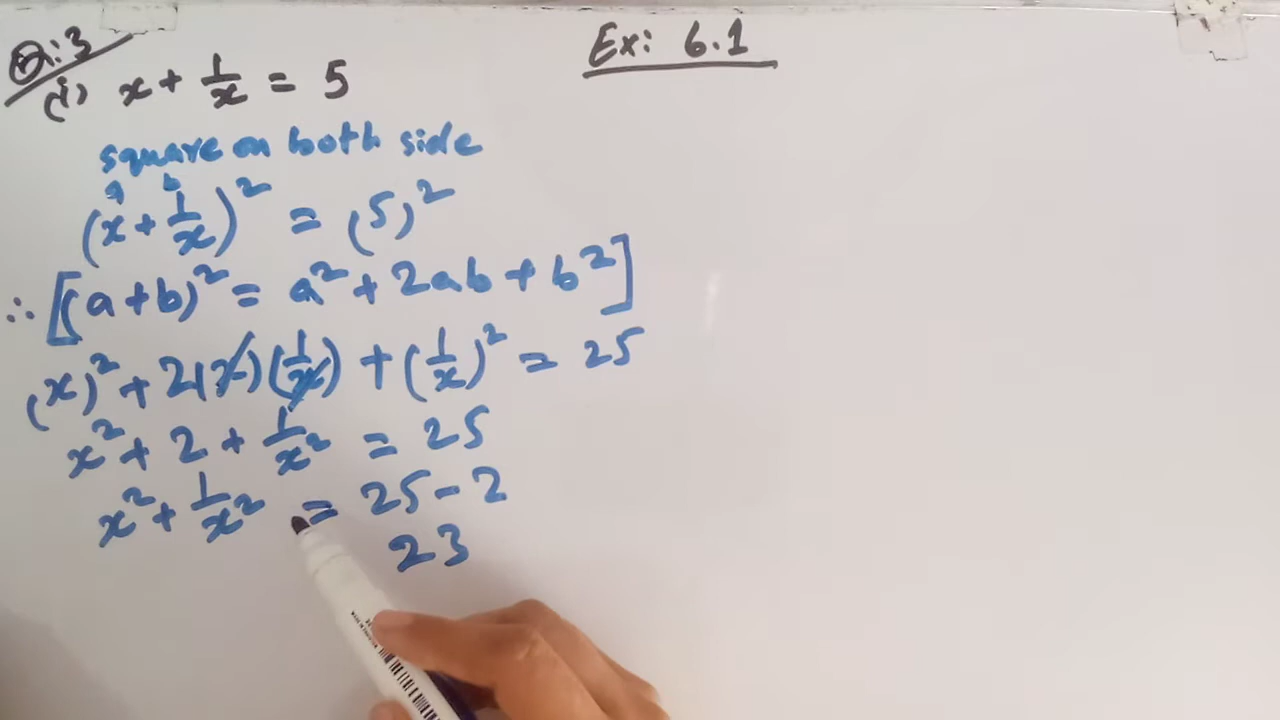 Q:3
Ex: 6.1
(i) x + 1/x = 5
square on both side
a b
(x + 1/x)² = (5)²
∴ [(a+b)² = a² + 2ab + b²]
(x)² + 2(x)(1/x) + (1/x)² = 25
x² + 2 + 1/x² = 25
x² + 1/x² = 25 - 2
23